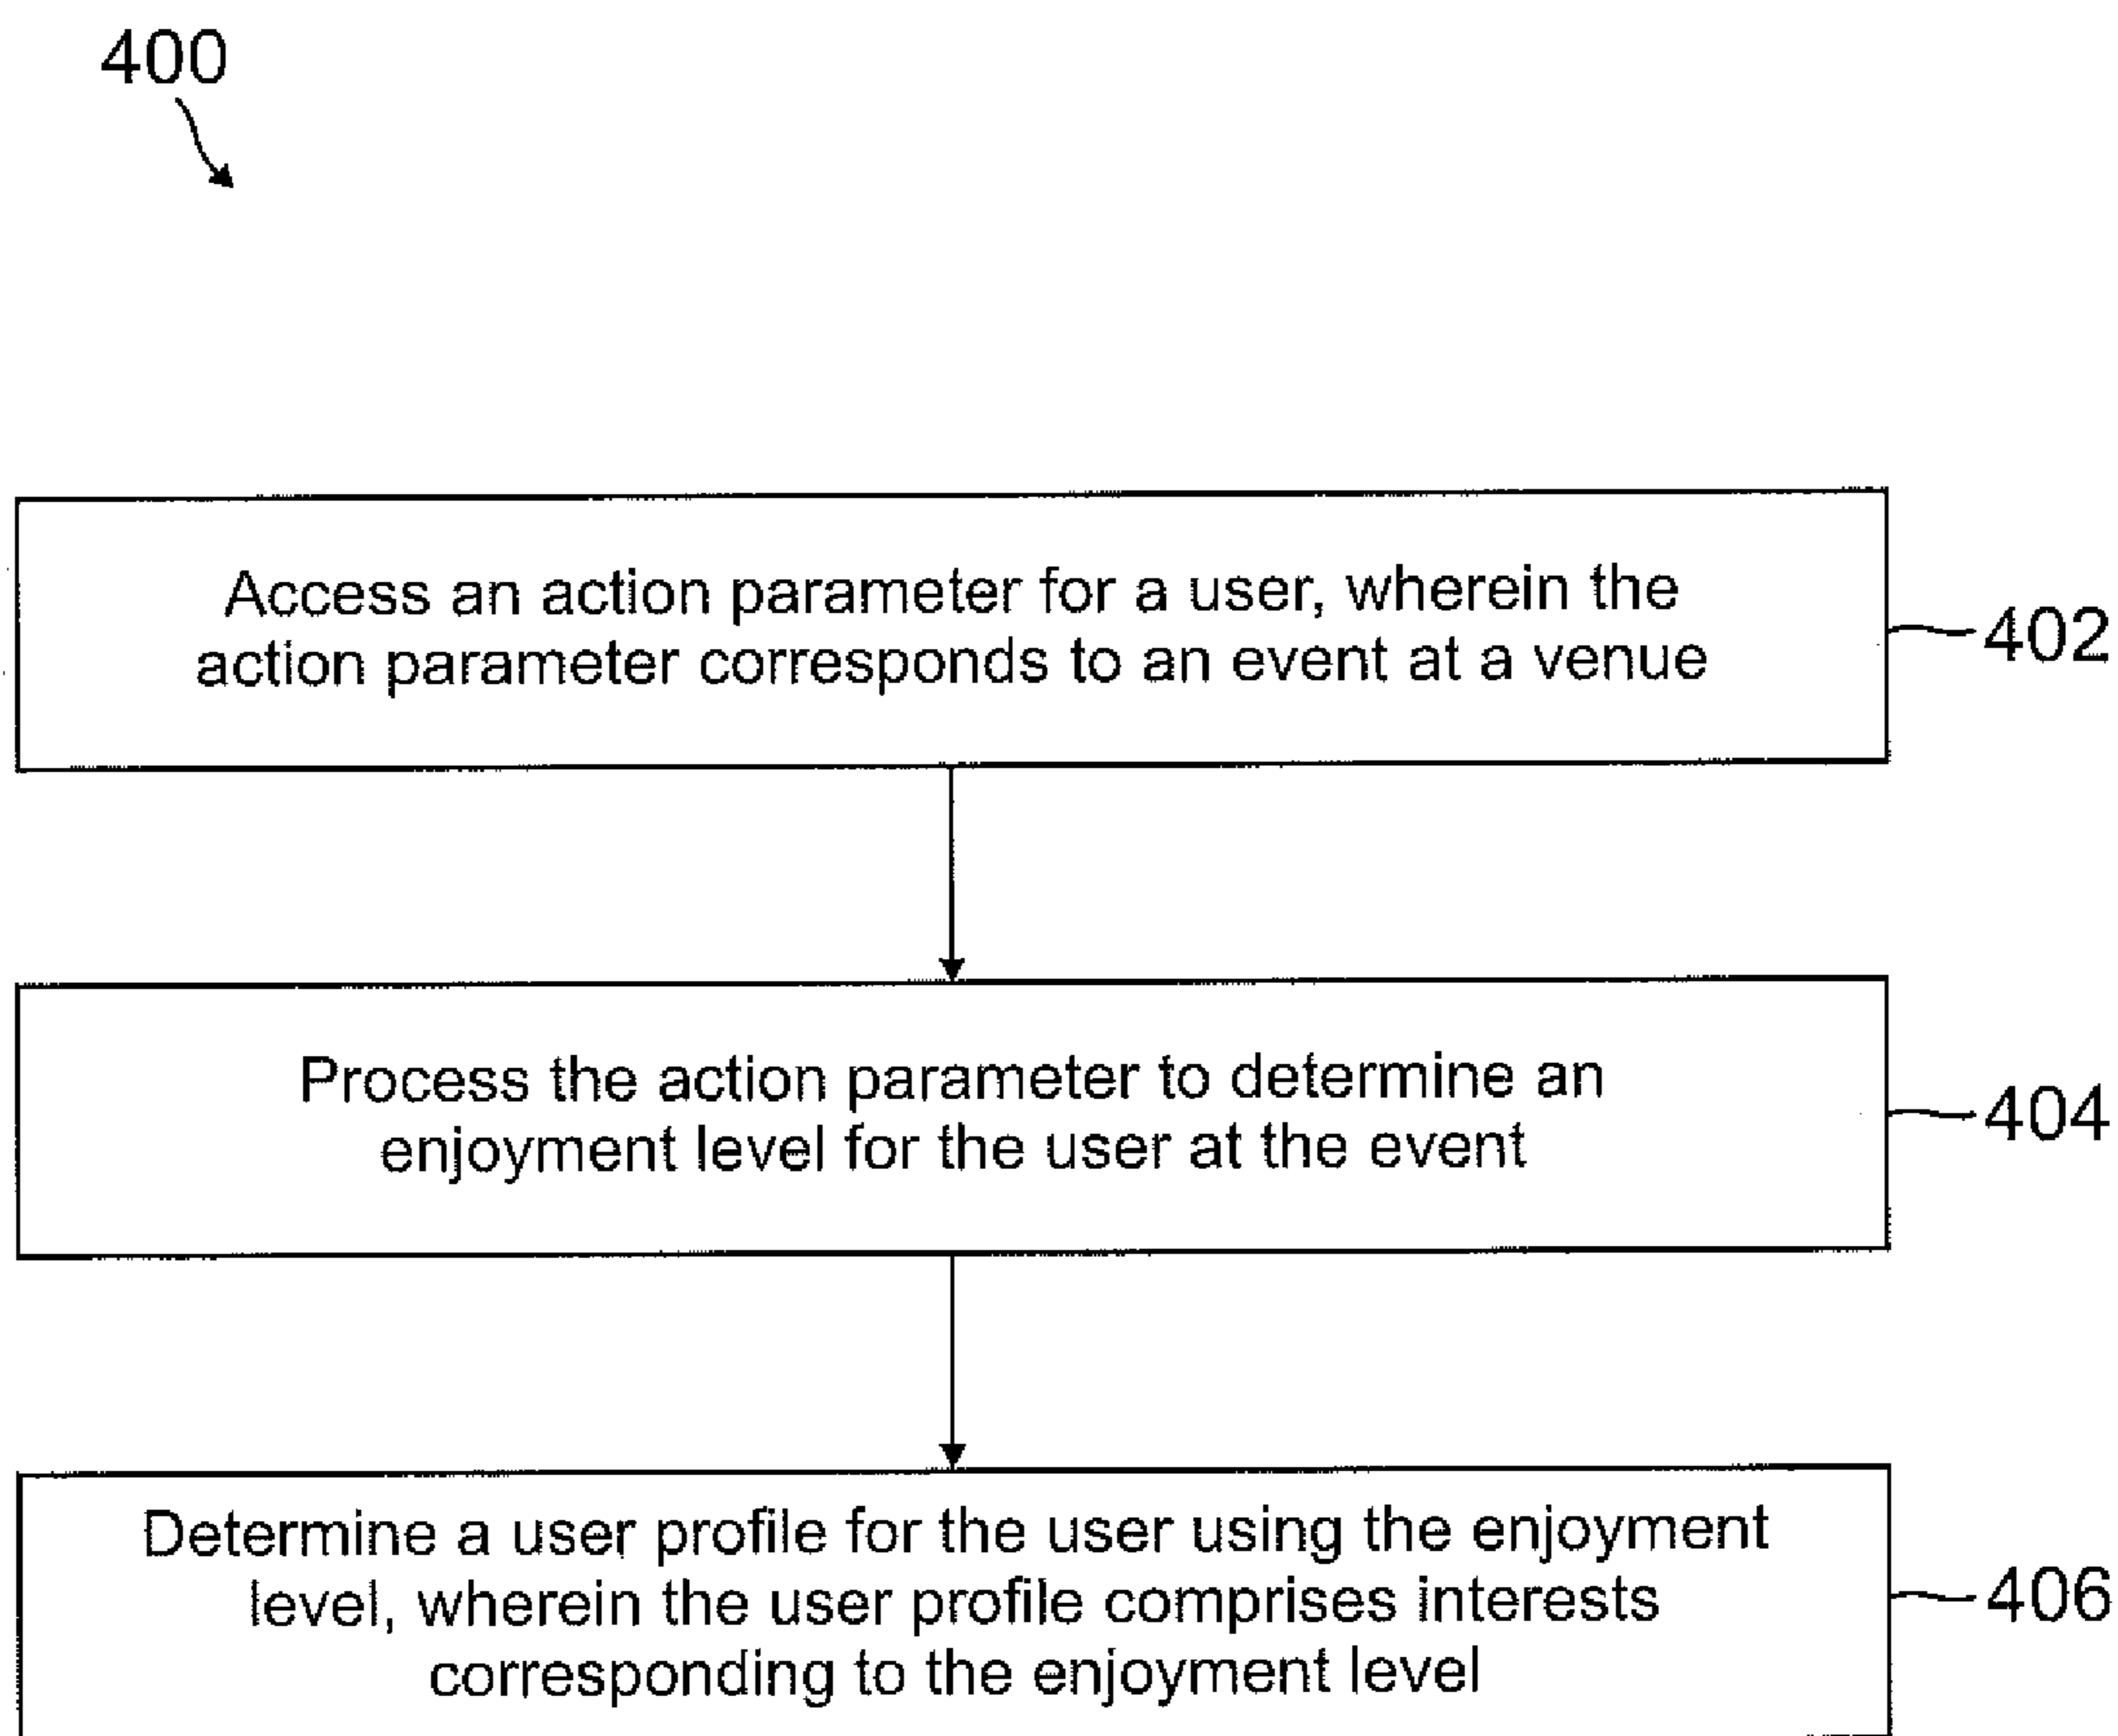 400
Access an action parameter for a user, wherein the
action parameter corresponds to an event at a venue
402
Process the action parameter to determine an
enjoyment level for the user at the event
404
Determine a user profile for the user using the enjoyment
level, wherein the user profile comprises interests
corresponding to the enjoyment level
406